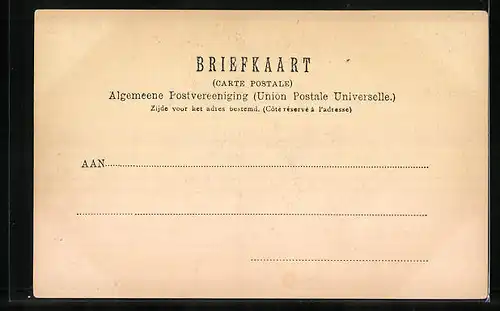 BRIEFKAART
(CARTE POSTALE)
Algemeene Postvereeniging (Union Postale Universelle.)
Zijde voor het adres bestemd. (Côté réservé à l'adresse)
AAN